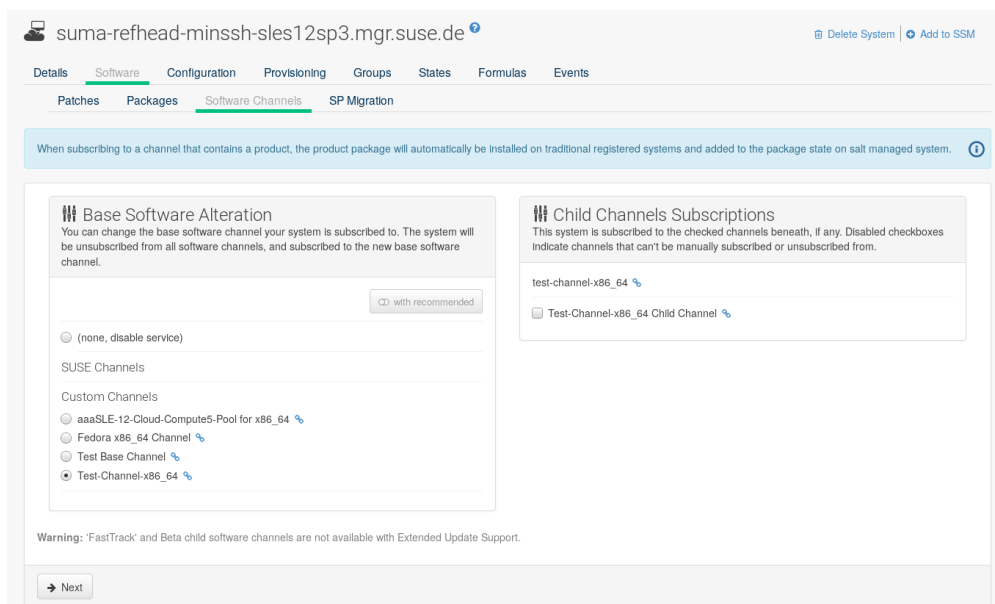 suma-refhead-minssh-sles12sp3.mgr.suse.de ?
Delete System | Add to SSM
Details Software Configuration Provisioning Groups States Formulas Events
Patches Packages Software Channels SP Migration
When subscribing to a channel that contains a product, the product package will automatically be installed on traditional registered systems and added to the package state on salt managed system.
Base Software Alteration
You can change the base software channel your system is subscribed to. The system will
be unsubscribed from all software channels, and subscribed to the new base software
channel.
with recommended
(none, disable service)
SUSE Channels
Custom Channels
aaaSLE-12-Cloud-Compute5-Pool for x86_64
Fedora x86_64 Channel
Test Base Channel
Test-Channel-x86_64
Child Channels Subscriptions
This system is subscribed to the checked channels beneath, if any. Disabled checkboxes
indicate channels that can't be manually subscribed or unsubscribed from.
test-channel-x86_64
Test-Channel-x86_64 Child Channel
Warning: 'FastTrack' and Beta child software channels are not available with Extended Update Support.
Next